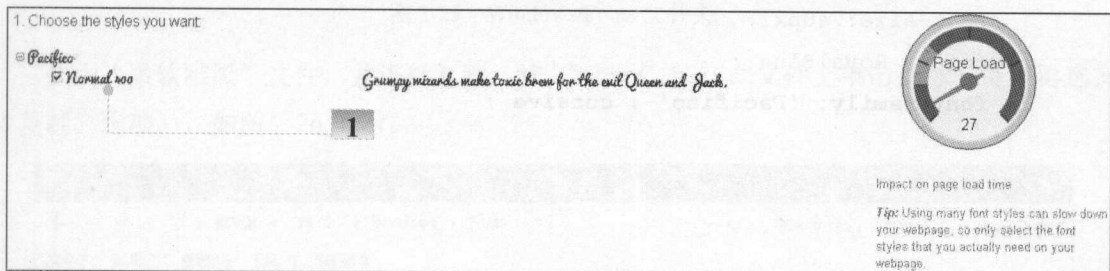 1. Choose the styles you want:
Pacifico
Normal 400
Grumpy wizards make toxic brew for the evil Queen and Jack.
1
Page Load
27
Impact on page load time
Tip: Using many font styles can slow down
your webpage, so only select the font
styles that you actually need on your
webpage.